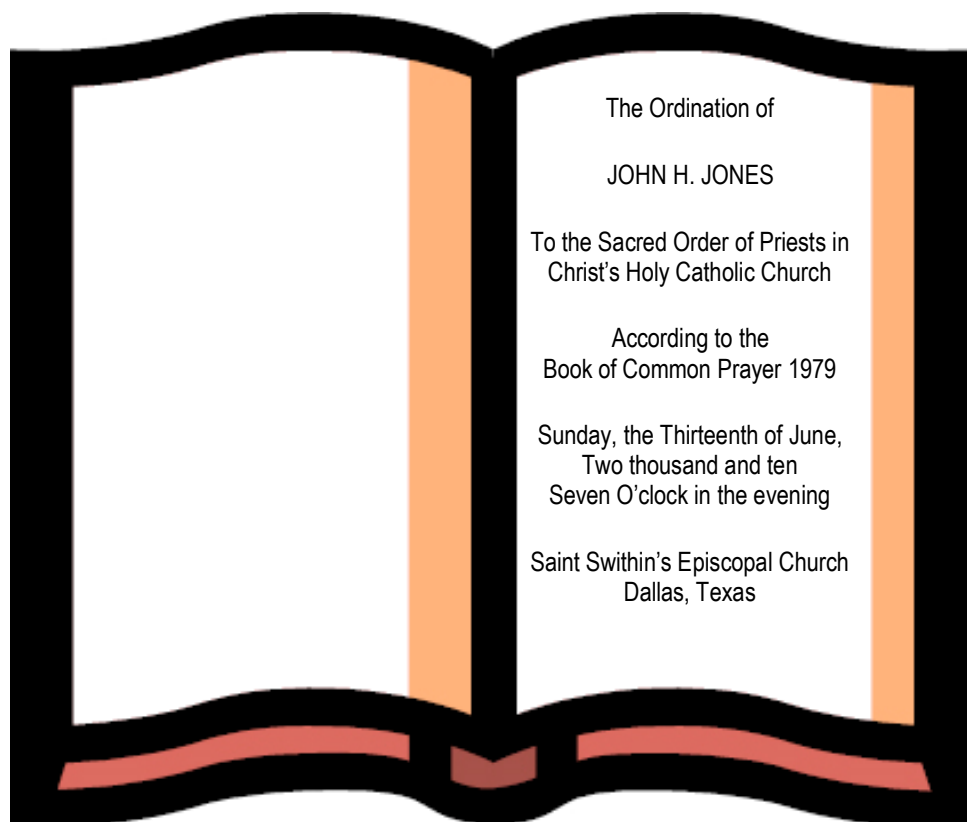 The Ordination of
JOHN H. JONES
To the Sacred Order of Priests in
Christ’s Holy Catholic Church
According to the
Book of Common Prayer 1979
Sunday, the Thirteenth of June,
Two thousand and ten
Seven O’clock in the evening
Saint Swithin’s Episcopal Church
Dallas, Texas